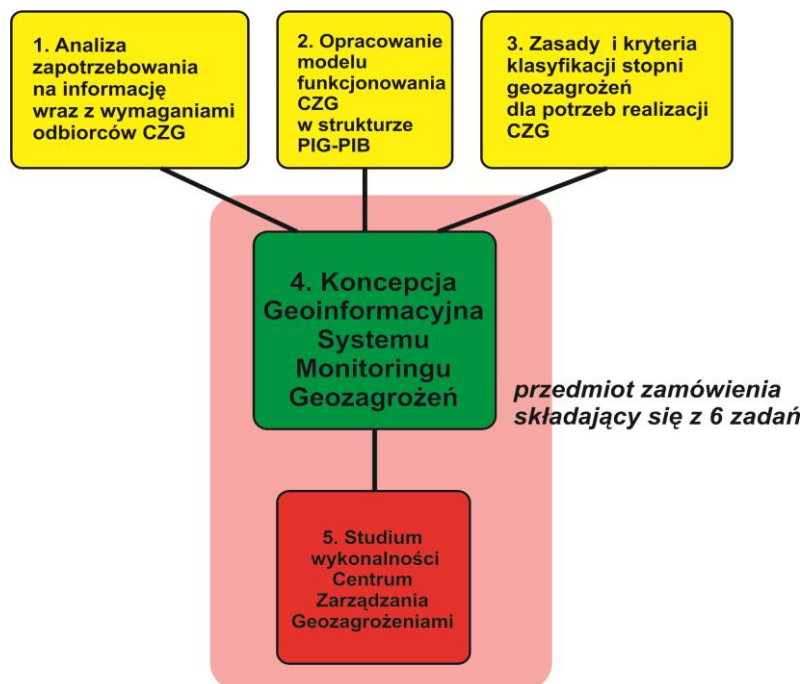 1. Analiza
zapotrzebowania
na informację
wraz z wymaganiami
odbiorców CZG
2. Opracowanie
modelu
funkcjonowania
CZG
w strukturze
PIG-PIB
3. Zasady i kryteria
klasyfikacji stopni
geozagrożeń
dla potrzeb realizacji
CZG
4. Koncepcja
Geoinformacyjna
Systemu
Monitoringu
Geozagrożeń
przedmiot zamówienia
składający się z 6 zadań
5. Studium
wykonalności
Centrum
Zarządzania
Geozagrożeniami